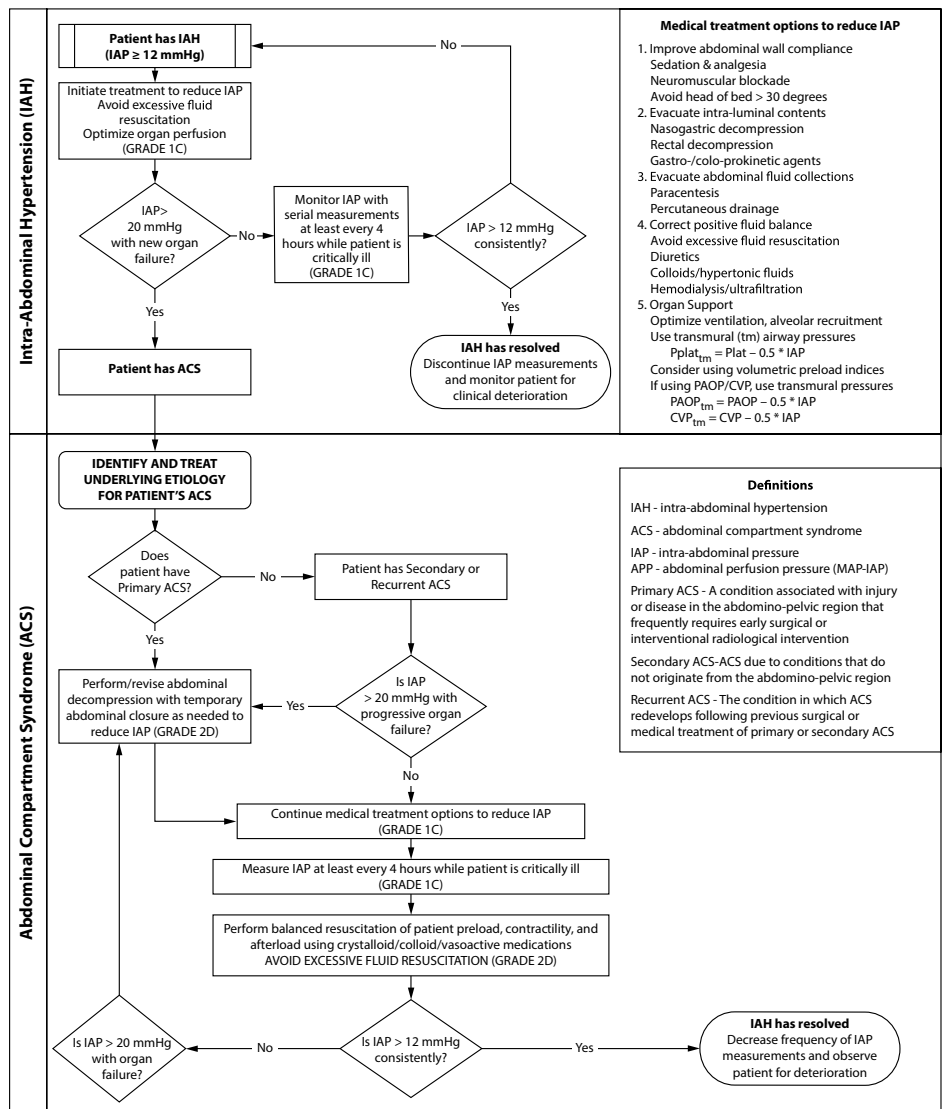 Intra-Abdominal Hypertension (IAH)
Patient has IAH
(IAP ≥ 12 mmHg)
No
Initiate treatment to reduce IAP
Avoid excessive fluid
resuscitation
Optimize organ perfusion
(GRADE 1C)
IAP>
20 mmHg
with new organ
failure?
No
Monitor IAP with
serial measurements
at least every 4
hours while patient is
critically ill
(GRADE 1C)
IAP > 12 mmHg
consistently?
Yes
Yes
Patient has ACS
IAH has resolved
Discontinue IAP measurements
and monitor patient for
clinical deterioration
Medical treatment options to reduce IAP
1. Improve abdominal wall compliance
Sedation & analgesia
Neuromuscular blockade
Avoid head of bed > 30 degrees
2. Evacuate intra-luminal contents
Nasogastric decompression
Rectal decompression
Gastro-/colo-prokinetic agents
3. Evacuate abdominal fluid collections
Paracentesis
Percutaneous drainage
4. Correct positive fluid balance
Avoid excessive fluid resuscitation
Diuretics
Colloids/hypertonic fluids
Hemodialysis/ultrafiltration
5. Organ Support
Optimize ventilation, alveolar recruitment
Use transmural (tm) airway pressures
Pplattm = Plat – 0.5 * IAP
Consider using volumetric preload indices
If using PAOP/CVP, use transmural pressures
PAOPtm = PAOP – 0.5 * IAP
CVPtm = CVP – 0.5 * IAP
Abdominal Compartment Syndrome (ACS)
IDENTIFY AND TREAT
UNDERLYING ETIOLOGY
FOR PATIENT'S ACS
Does
patient have
Primary ACS?
No
Patient has Secondary or
Recurrent ACS
Yes
Perform/revise abdominal
decompression with temporary
abdominal closure as needed to
reduce IAP (GRADE 2D)
Yes
Is IAP
> 20 mmHg with
progressive organ
failure?
No
Continue medical treatment options to reduce IAP
(GRADE 1C)
Measure IAP at least every 4 hours while patient is critically ill
(GRADE 1C)
Perform balanced resuscitation of patient preload, contractility, and
afterload using crystalloid/colloid/vasoactive medications
AVOID EXCESSIVE FLUID RESUSCITATION (GRADE 2D)
Is IAP > 20 mmHg
with organ
failure?
No
Is IAP > 12 mmHg
consistently?
Yes
IAH has resolved
Decrease frequency of IAP
measurements and observe
patient for deterioration
Definitions
IAH - intra-abdominal hypertension
ACS - abdominal compartment syndrome
IAP - intra-abdominal pressure
APP - abdominal perfusion pressure (MAP-IAP)
Primary ACS - A condition associated with injury
or disease in the abdomino-pelvic region that
frequently requires early surgical or
interventional radiological intervention
Secondary ACS-ACS due to conditions that do
not originate from the abdomino-pelvic region
Recurrent ACS - The condition in which ACS
redevelops following previous surgical or
medical treatment of primary or secondary ACS